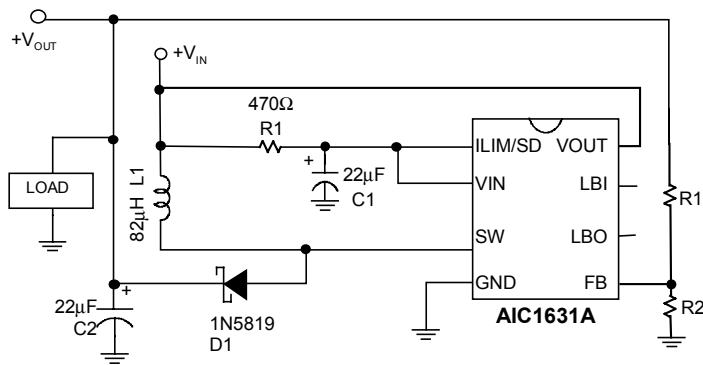 +VOUT
+VIN
470Ω
R1
ILIM/SD
VOUT
+
22μF
C1
LOAD
82μH L1
VIN
LBI
R1
SW
LBO
+
22μF
C2
1N5819
D1
GND
FB
R2
AIC1631A